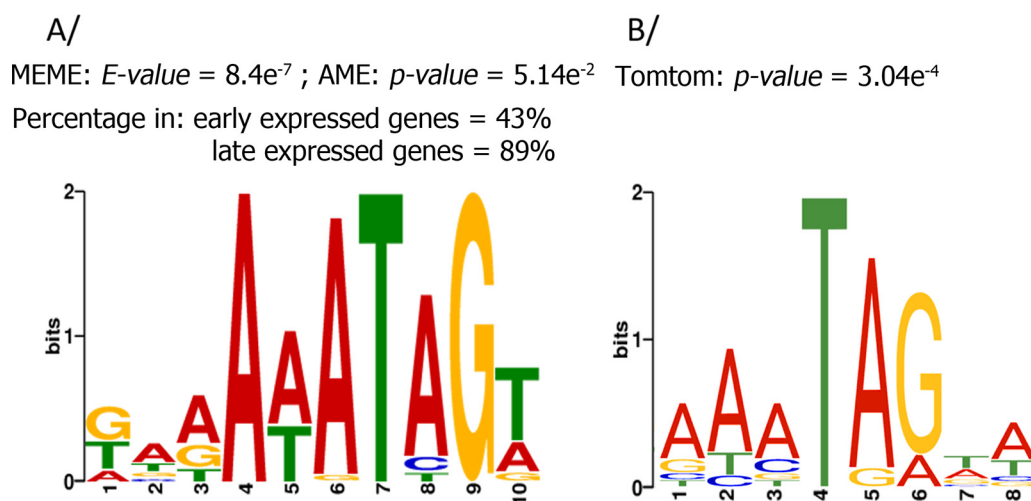 A/
MEME: E-value = 8.4e-7 ; AME: p-value = 5.14e-2
Percentage in: early expressed genes = 43%
late expressed genes = 89%
2
1
0
bits
G T A
A T G C
A G T
A
A T
A G
T
A C T
G
T A G
1 2 3 4 5 6 7 8 9 10
B/
Tomtom: p-value = 3.04e-4
2
1
0
bits
A G C T
A T C
A C G T
T
A G
G A
T A C G
A T C G
1 2 3 4 5 6 7 8